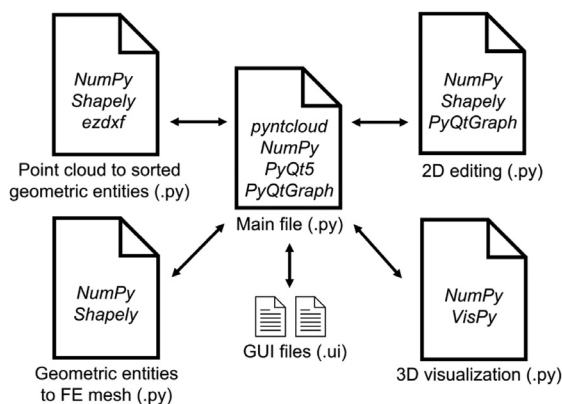 NumPy
Shapely
ezdxf
Point cloud to sorted
geometric entities (.py)
pyntcloud
NumPy
PyQt5
PyQtGraph
Main file (.py)
NumPy
Shapely
PyQtGraph
2D editing (.py)
NumPy
Shapely
Geometric entities
to FE mesh (.py)
GUI files (.ui)
NumPy
VisPy
3D visualization (.py)